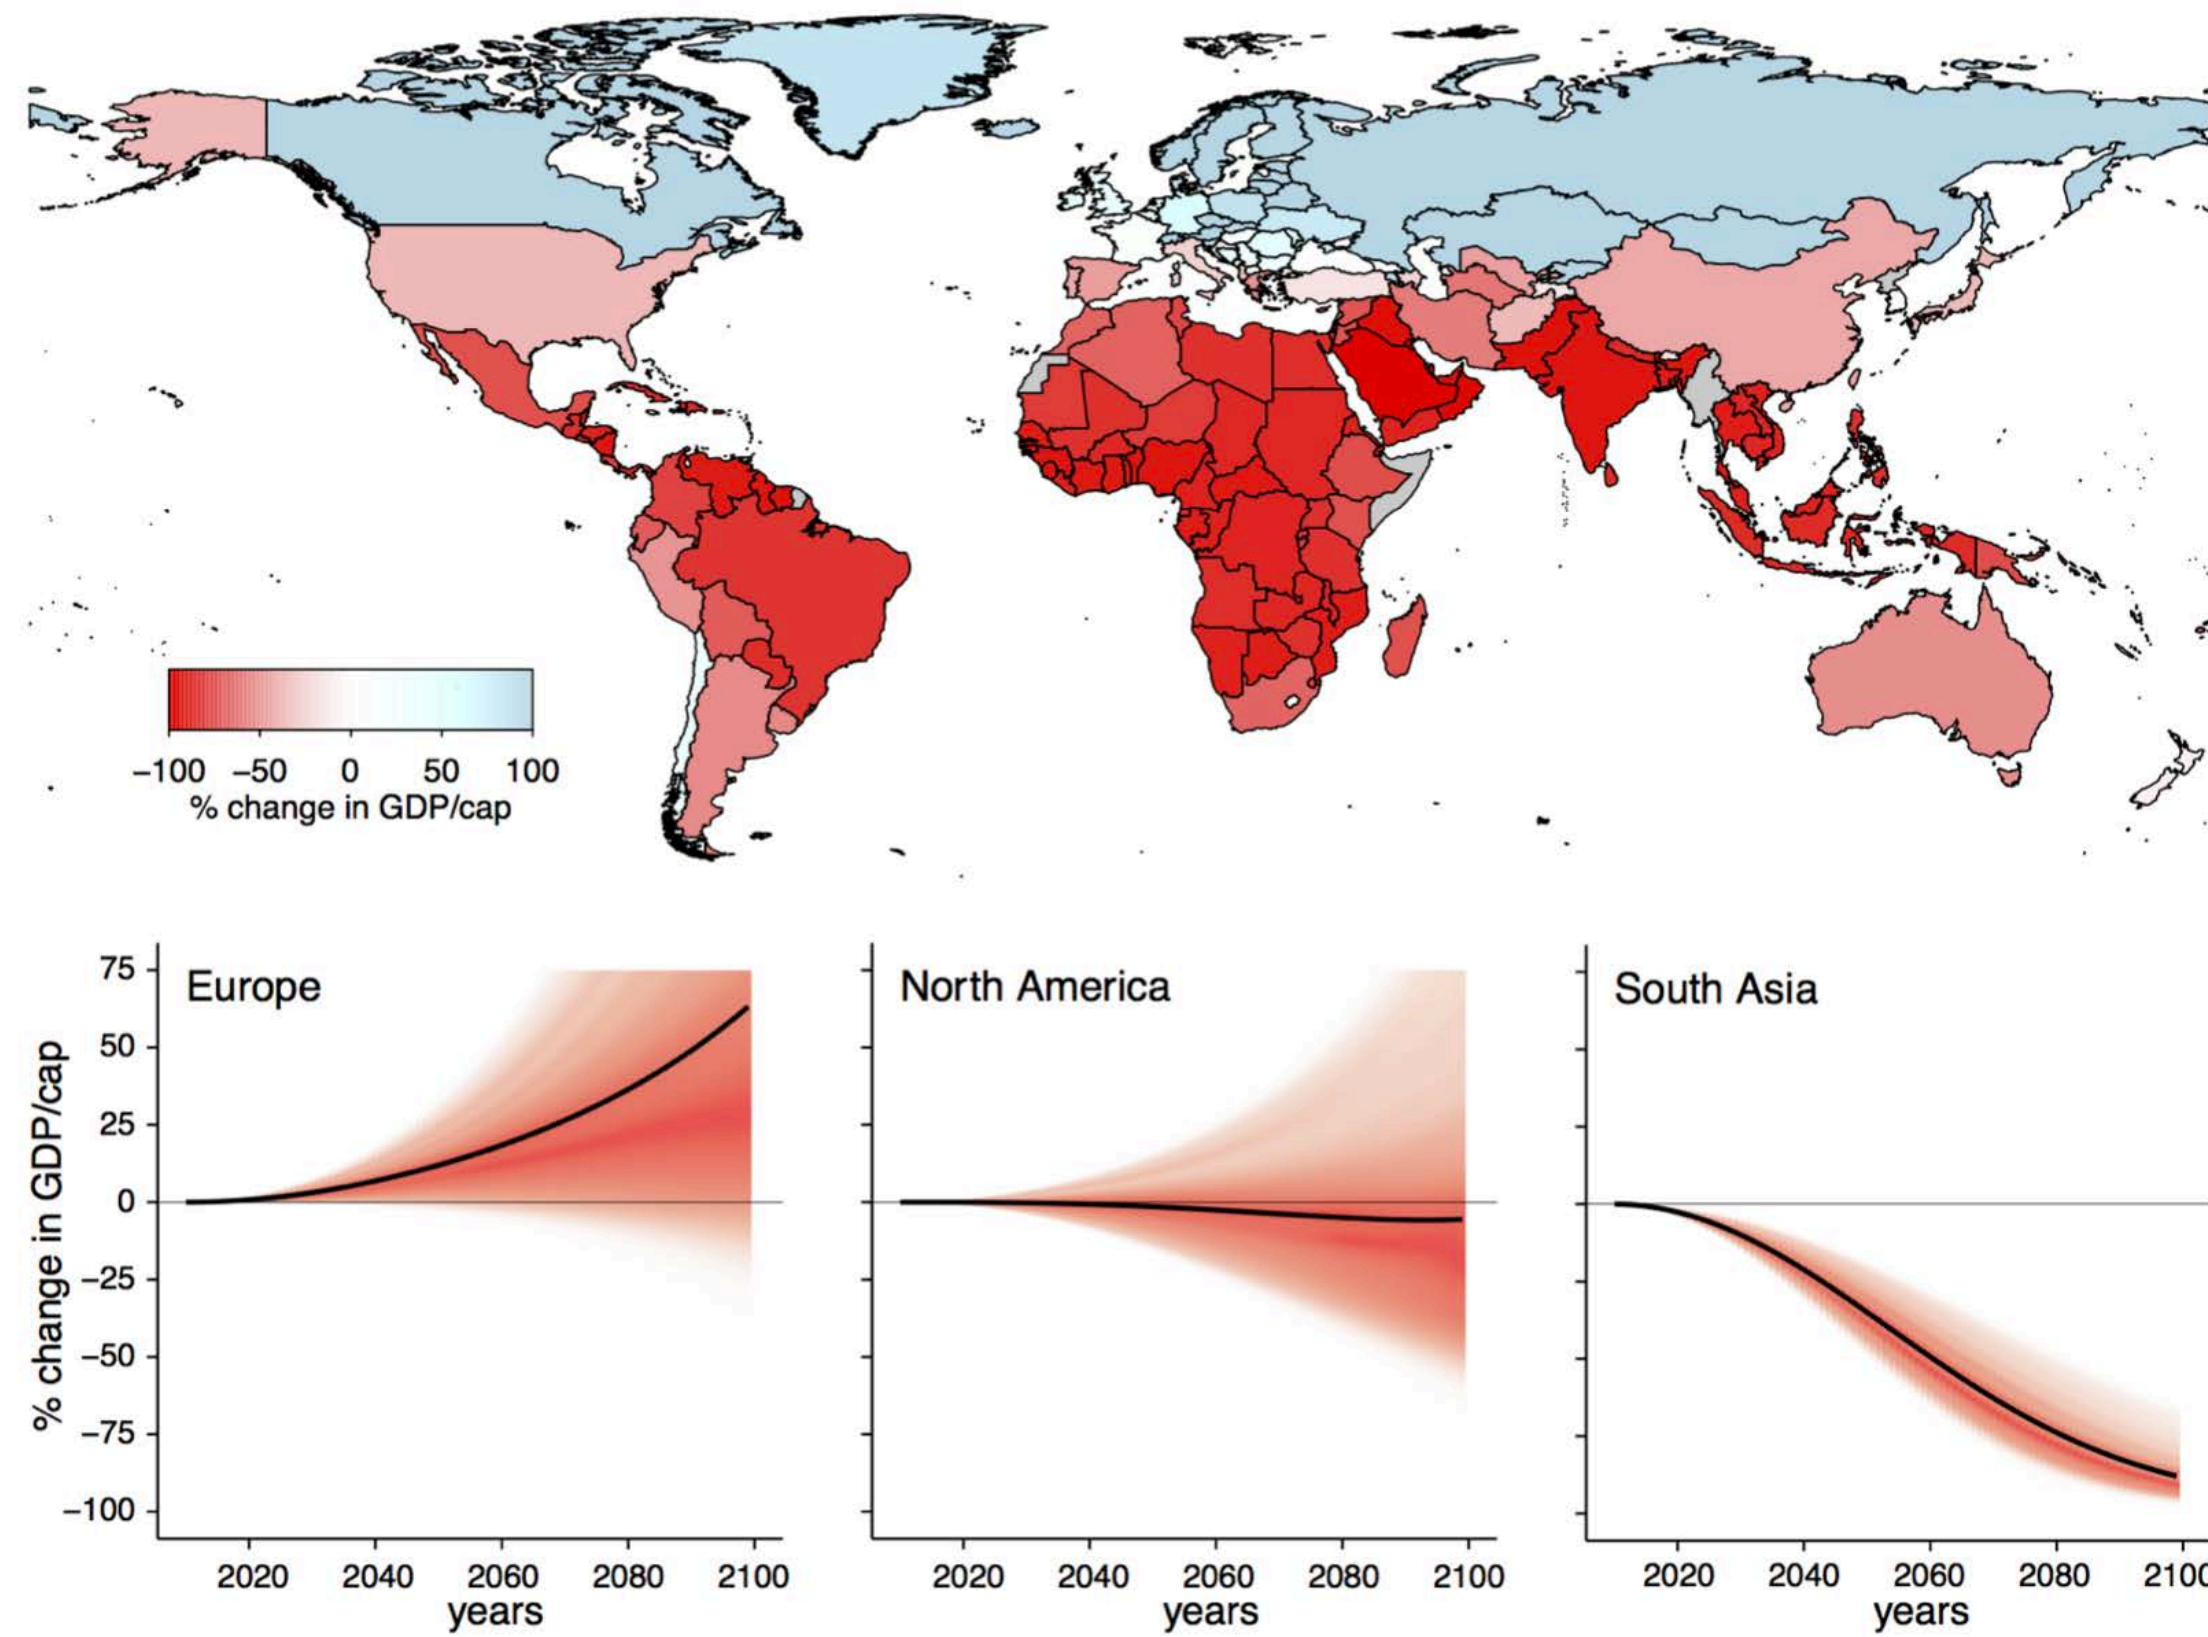 −100 −50 0 50 100
% change in GDP/cap
Europe
North America
South Asia
% change in GDP/cap
75
50
25
0
−25
−50
−75
−100
2020 2040 2060 2080 2100
years
2020 2040 2060 2080 2100
years
2020 2040 2060 2080 210
years